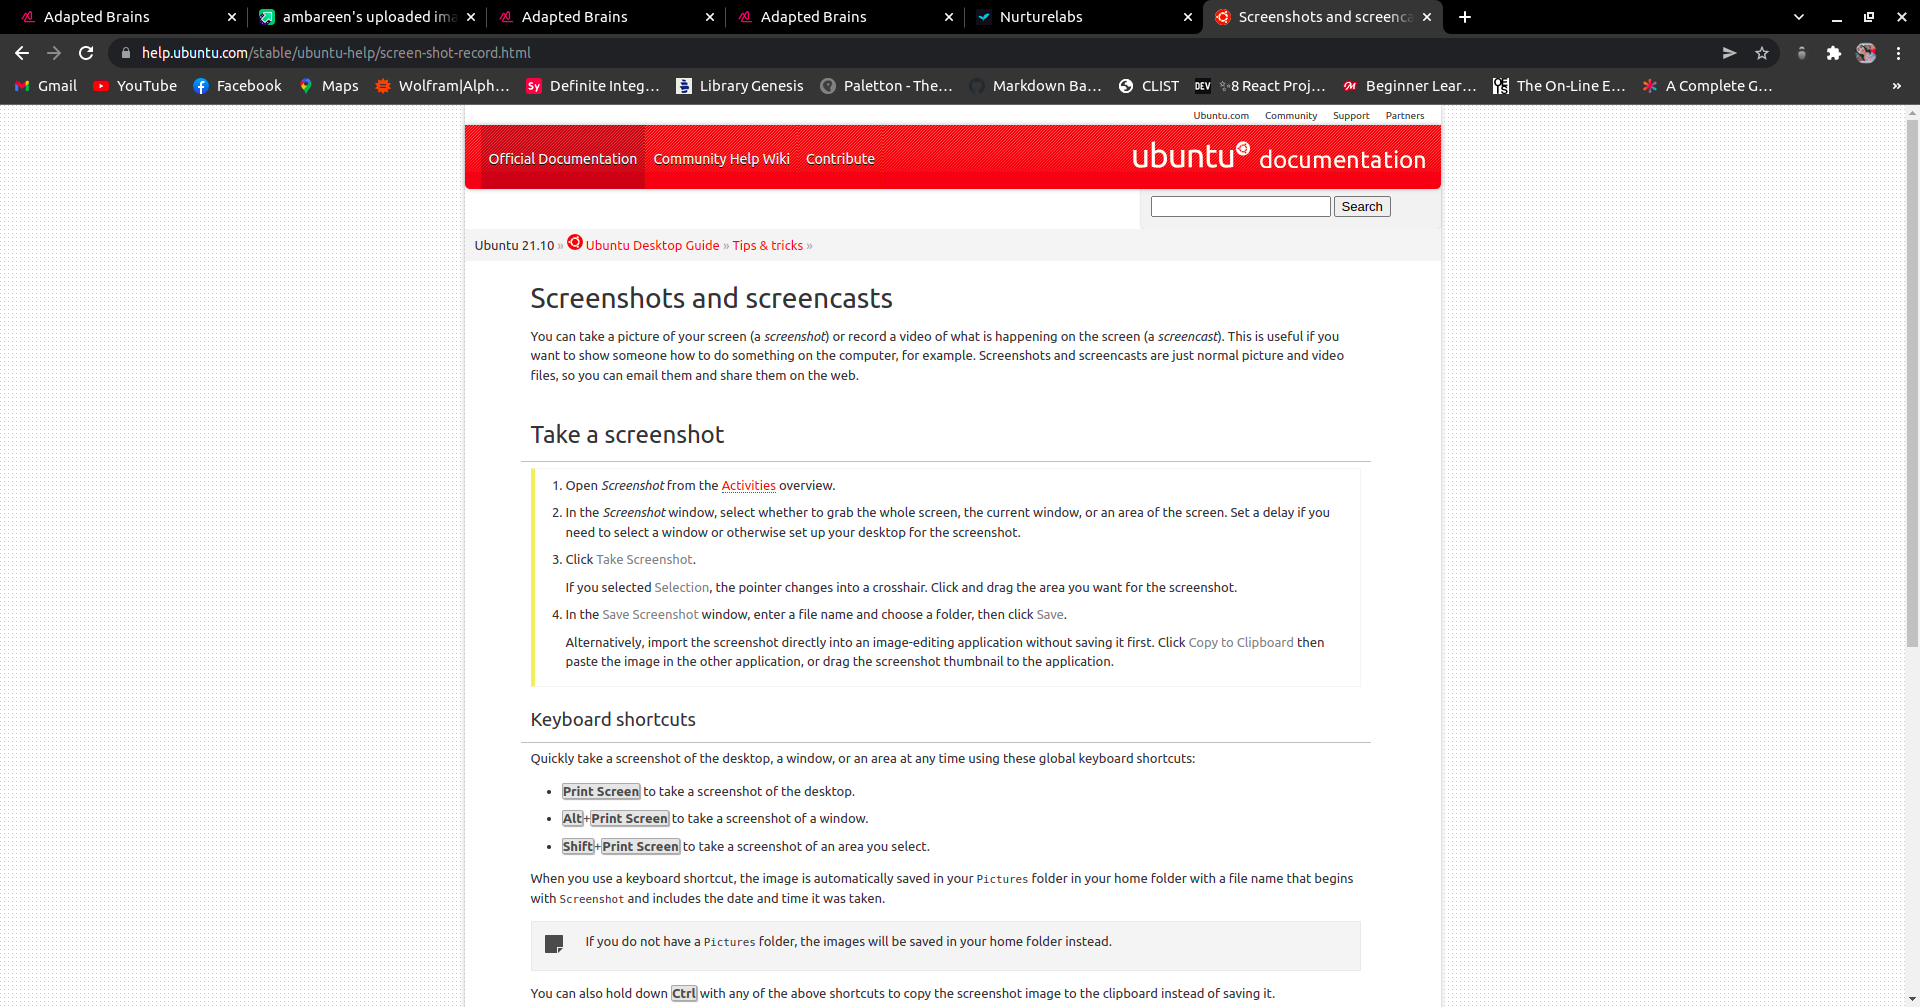 Adapted Brains
ambareen's uploaded ima
Adapted Brains
Adapted Brains
Nurturelabs
Screenshots and screenca
help.ubuntu.com/stable/ubuntu-help/screen-shot-record.html
Gmail
YouTube
Facebook
Maps
Wolfram|Alph…
Sy Definite Integ…
Library Genesis
Paletton - The…
Markdown Ba…
CLIST
DEV ✨8 React Proj…
Beginner Lear…
The On-Line E…
A Complete G…
»
Ubuntu.com Community Support Partners
Official Documentation Community Help Wiki Contribute
ubuntu documentation
Search
Ubuntu 21.10 » Ubuntu Desktop Guide » Tips & tricks »
Screenshots and screencasts
You can take a picture of your screen (a screenshot) or record a video of what is happening on the screen (a screencast). This is useful if you
want to show someone how to do something on the computer, for example. Screenshots and screencasts are just normal picture and video
files, so you can email them and share them on the web.
Take a screenshot
1. Open Screenshot from the Activities overview.
2. In the Screenshot window, select whether to grab the whole screen, the current window, or an area of the screen. Set a delay if you
need to select a window or otherwise set up your desktop for the screenshot.
3. Click Take Screenshot.
If you selected Selection, the pointer changes into a crosshair. Click and drag the area you want for the screenshot.
4. In the Save Screenshot window, enter a file name and choose a folder, then click Save.
Alternatively, import the screenshot directly into an image-editing application without saving it first. Click Copy to Clipboard then
paste the image in the other application, or drag the screenshot thumbnail to the application.
Keyboard shortcuts
Quickly take a screenshot of the desktop, a window, or an area at any time using these global keyboard shortcuts:
• Print Screen to take a screenshot of the desktop.
• Alt+Print Screen to take a screenshot of a window.
• Shift+Print Screen to take a screenshot of an area you select.
When you use a keyboard shortcut, the image is automatically saved in your Pictures folder in your home folder with a file name that begins
with Screenshot and includes the date and time it was taken.
If you do not have a Pictures folder, the images will be saved in your home folder instead.
You can also hold down Ctrl with any of the above shortcuts to copy the screenshot image to the clipboard instead of saving it.